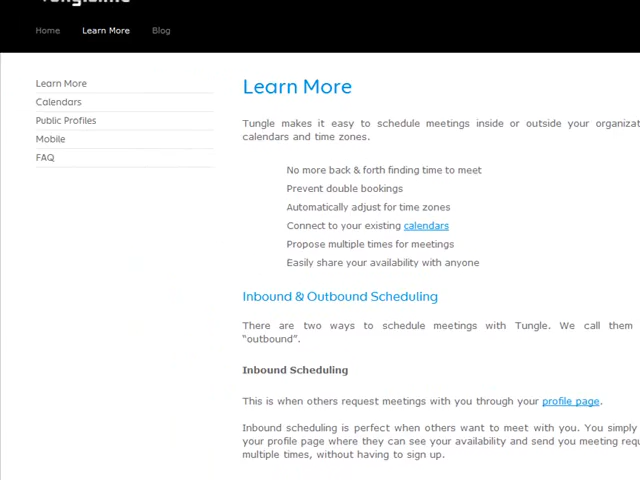 Home Learn More Blog
Learn More
Calendars
Public Profiles
Mobile
FAQ
Learn More
Tungle makes it easy to schedule meetings inside or outside your
calendars and time zones.
No more back & forth finding time to meet
Prevent double bookings
Automatically adjust for time zones
Connect to your existing calendars
Propose multiple times for meetings
Easily share your availability with anyone
Inbound & Outbound Scheduling
There are two ways to schedule meetings with Tungle. We call them
“outbound”.
Inbound Scheduling
This is when others request meetings with you through your profile page.
Inbound scheduling is perfect when others want to meet with you. You simply
your profile page where they can see your availability and send you meeting
multiple times, without having to sign up.